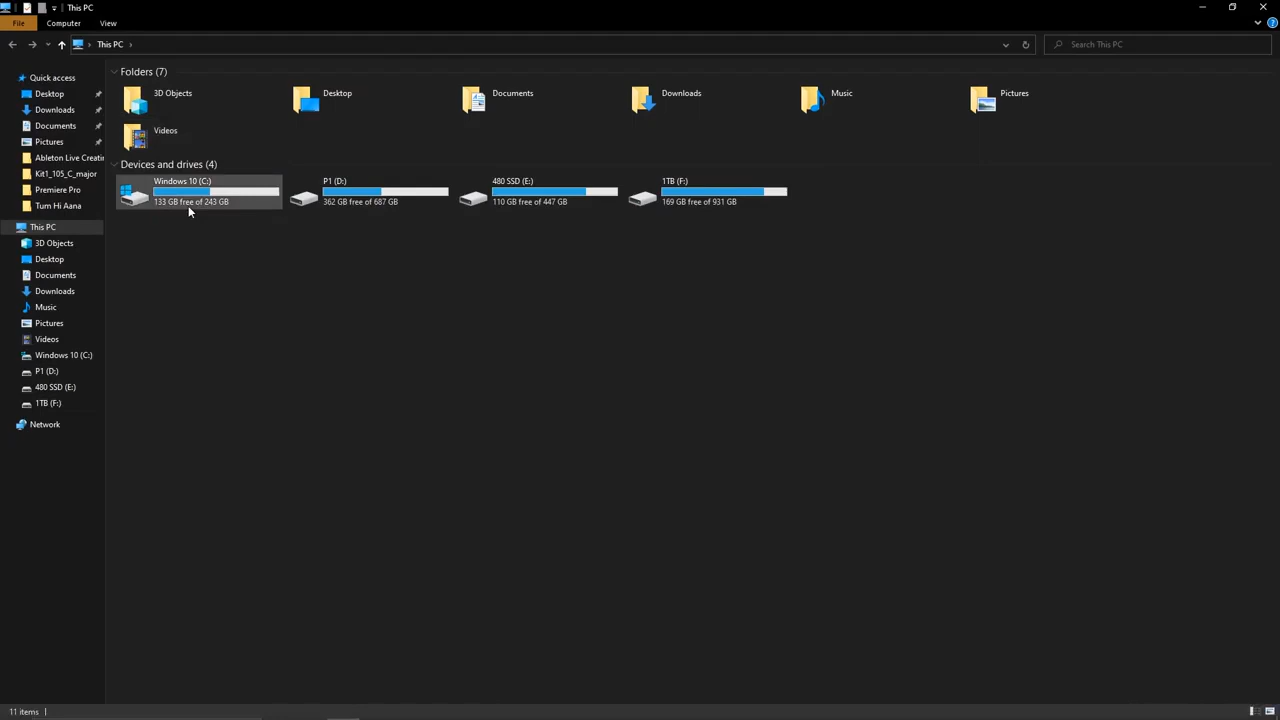 This PC
File Computer View
This PC
Search This PC
Quick access
Desktop
Downloads
Documents
Pictures
Ableton Live Creatin
Kit1_105_C_major
Premiere Pro
Tum Hi Aana
This PC
3D Objects
Desktop
Documents
Downloads
Music
Pictures
Videos
Windows 10 (C:)
P1 (D:)
480 SSD (E:)
1TB (F:)
Network
Folders (7)
3D Objects Desktop Documents Downloads Music Pictures
Videos
Devices and drives (4)
Windows 10 (C:) P1 (D:) 480 SSD (E:) 1TB (F:)
133 GB free of 243 GB 362 GB free of 687 GB 110 GB free of 447 GB 169 GB free of 931 GB
11 items